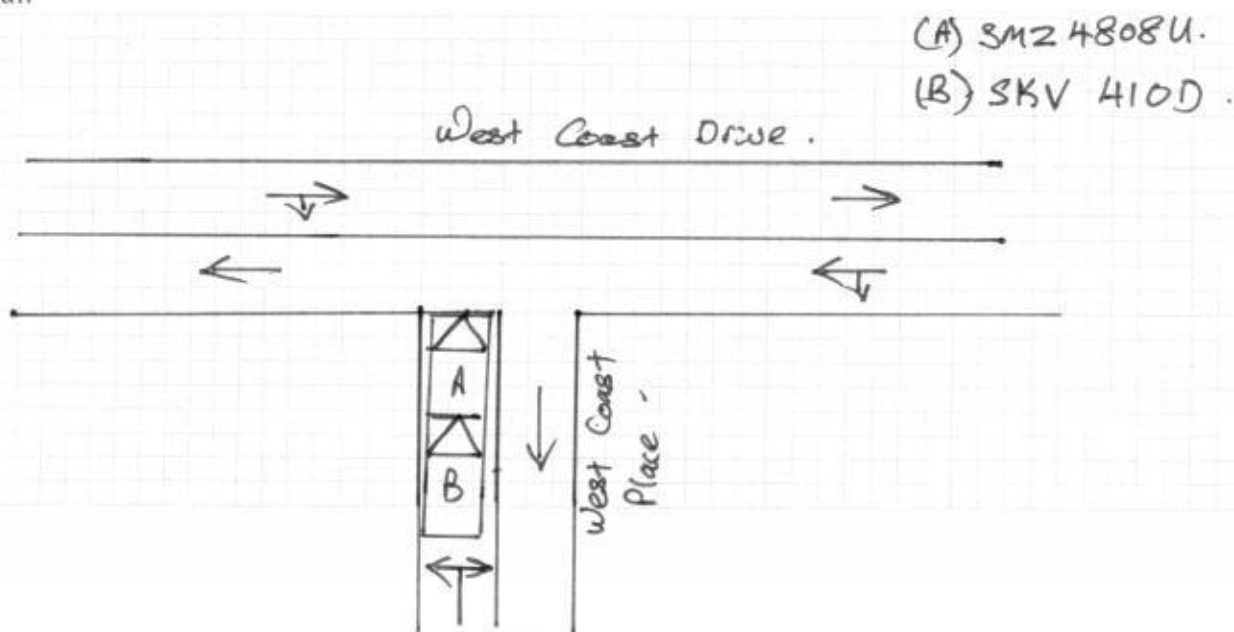 (A) SMZ 4808U.
(B) SKV 410D.
West Coast Drive.
A
B
West Coast
Place.